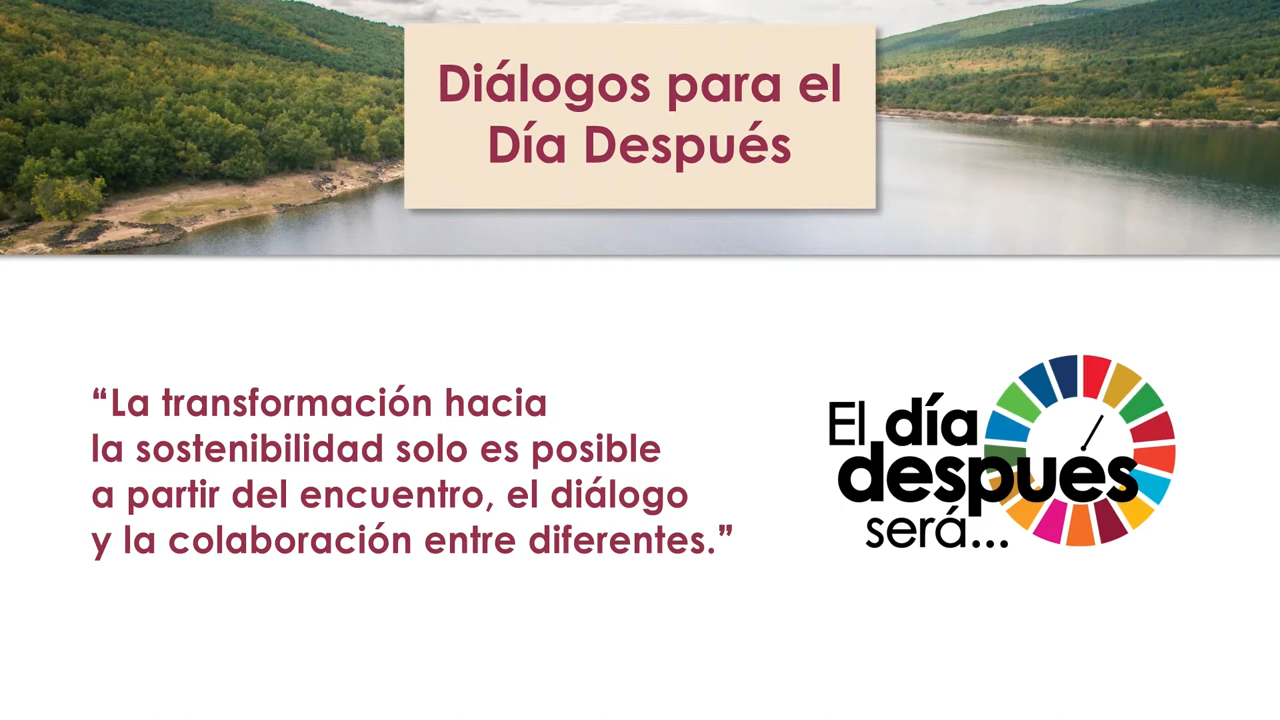 Diálogos para el
Día Después
“La transformación hacia
la sostenibilidad solo es posible
a partir del encuentro, el diálogo
y la colaboración entre diferentes.”
El día
después
será...